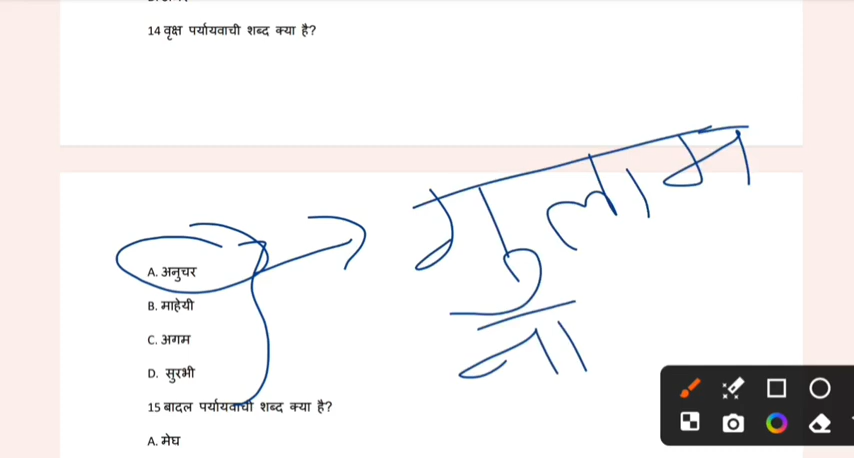 14 वृक्ष पर्यायवाची शब्द क्या है?
गुलाम
ना
A. अनुचर
B. माहेयी
C. अगम
D. सुरभी
15 बादल पर्यायवाची शब्द क्या है?
A. मेघ